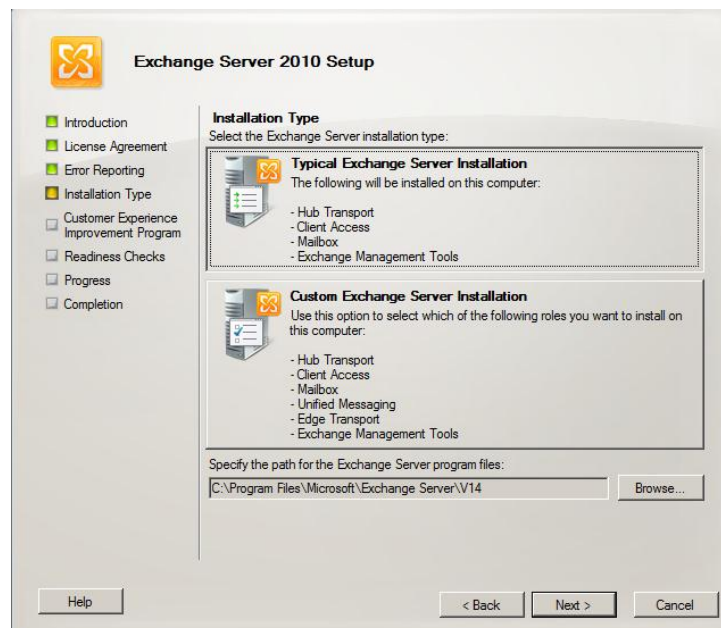 Exchange Server 2010 Setup
Introduction
License Agreement
Error Reporting
Installation Type
Customer Experience
Improvement Program
Readiness Checks
Progress
Completion
Installation Type
Select the Exchange Server installation type:
Typical Exchange Server Installation
The following will be installed on this computer:
- Hub Transport
- Client Access
- Mailbox
- Exchange Management Tools
Custom Exchange Server Installation
Use this option to select which of the following roles you want to install on
this computer:
- Hub Transport
- Client Access
- Mailbox
- Unified Messaging
- Edge Transport
- Exchange Management Tools
Specify the path for the Exchange Server program files:
C:\Program Files\Microsoft\Exchange Server\V14
Browse...
Help
< Back
Next >
Cancel